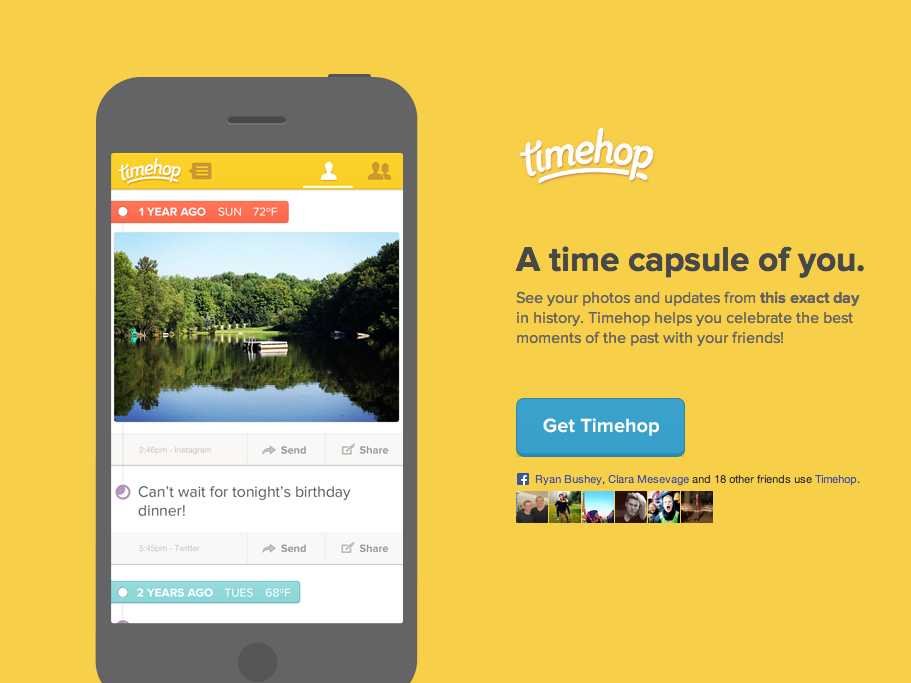 timehop
1 YEAR AGO SUN 72°F
2:46pm - Instagram Send Share
Can't wait for tonight's birthday
dinner!
5:45pm - Twitter Send Share
2 YEARS AGO TUES 68°F
timehop
A time capsule of you.
See your photos and updates from this exact day
in history. Timehop helps you celebrate the best
moments of the past with your friends!
Get Timehop
Ryan Bushey, Clara Mesevage and 18 other friends use Timehop.